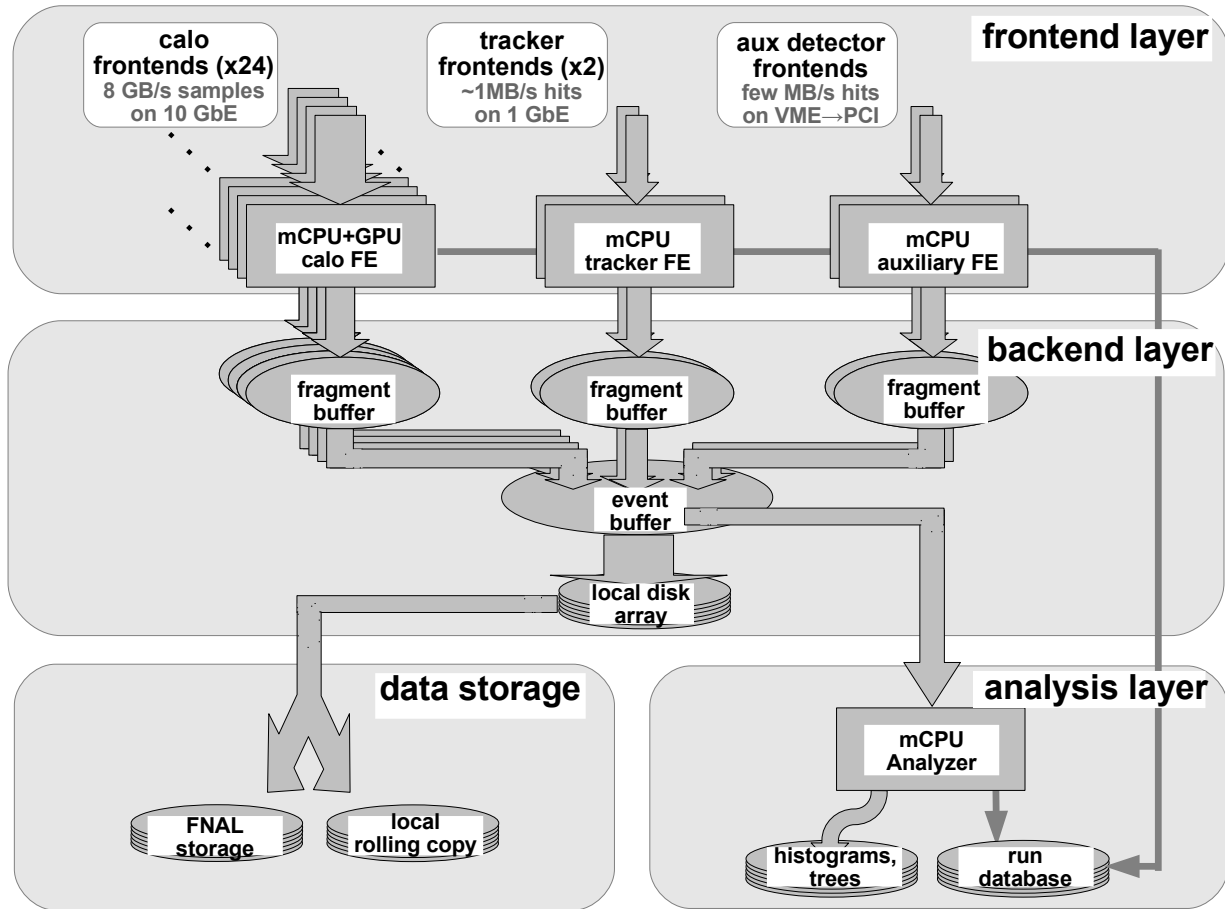 frontend layer
calo
frontends (x24)
8 GB/s samples
on 10 GbE
tracker
frontends (x2)
~1MB/s hits
on 1 GbE
aux detector
frontends
few MB/s hits
on VME→PCI
mCPU+GPU
calo FE
mCPU
tracker FE
mCPU
auxiliary FE
backend layer
fragment
buffer
fragment
buffer
fragment
buffer
event
buffer
local disk
array
data storage
FNAL
storage
local
rolling copy
analysis layer
mCPU
Analyzer
histograms,
trees
run
database